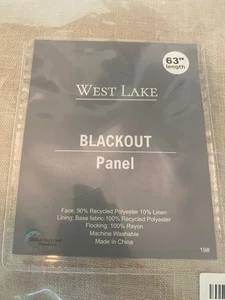 63"
length
WEST LAKE
BLACKOUT
Panel
Face: 90% Recycled Polyester 10% Linen
Lining: Base fabric:100% Recycled Polyester
Flocking: 100% Rayon
Machine Washable
Made in China